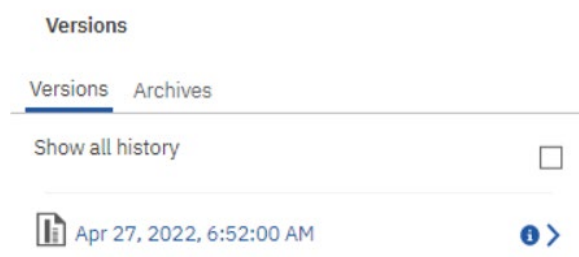 Versions
Versions Archives
Show all history
Apr 27, 2022, 6:52:00 AM